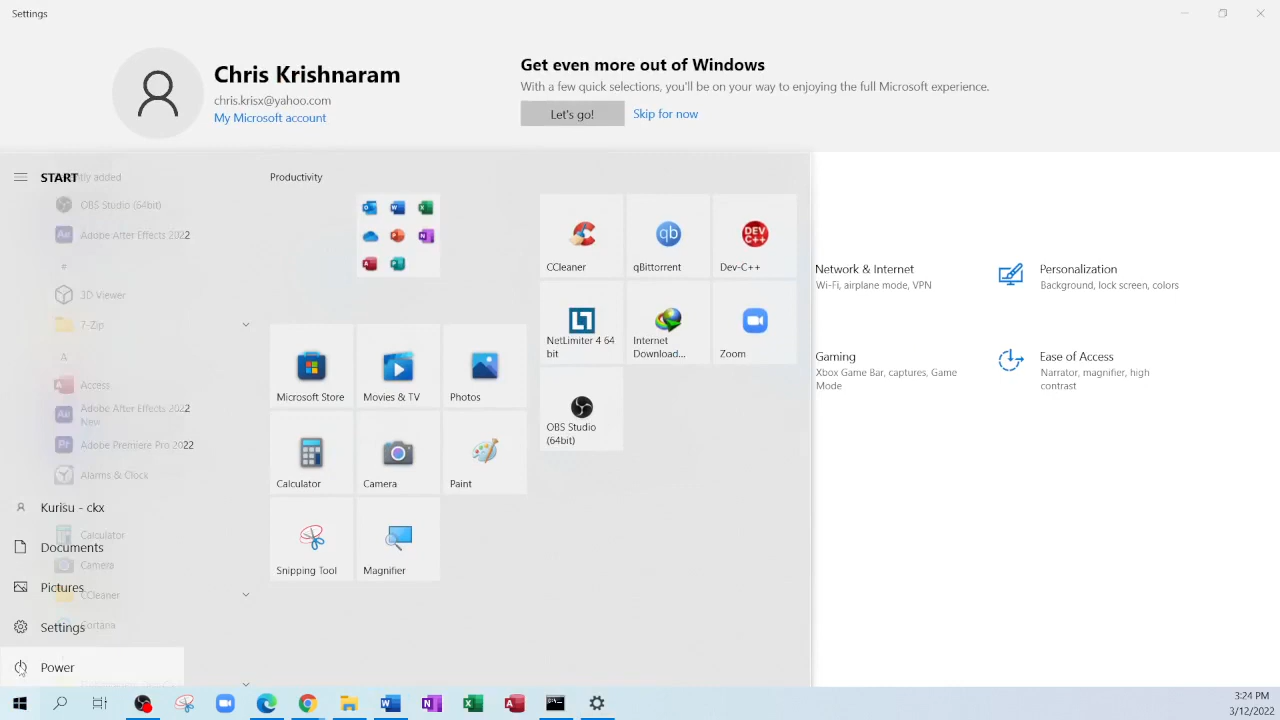 Settings
Chris Krishnaram
chris.krisx@yahoo.com
My Microsoft account
Get even more out of Windows
With a few quick selections, you'll be on your way to enjoying the full Microsoft experience.
Let's go!
Skip for now
START
OBS Studio (64bit)
Adobe After Effects 2022
#
3D Viewer
7-Zip
A
Access
Adobe After Effects 2022
New
Adobe Premiere Pro 2022
Alarms & Clock
Kurisu - ckx
Calculator
Documents
Camera
Pictures
CCleaner
Settings
Cortana
Power
Productivity
Microsoft Store
Movies & TV
Photos
Calculator
Camera
Paint
Snipping Tool
Magnifier
CCleaner
qBittorrent
Dev-C++
NetLimiter 4 64
bit
Internet
Download...
Zoom
OBS Studio
(64bit)
Network & Internet
Wi-Fi, airplane mode, VPN
Personalization
Background, lock screen, colors
Gaming
Xbox Game Bar, captures, Game
Mode
Ease of Access
Narrator, magnifier, high
contrast
3:24 PM
3/12/2022